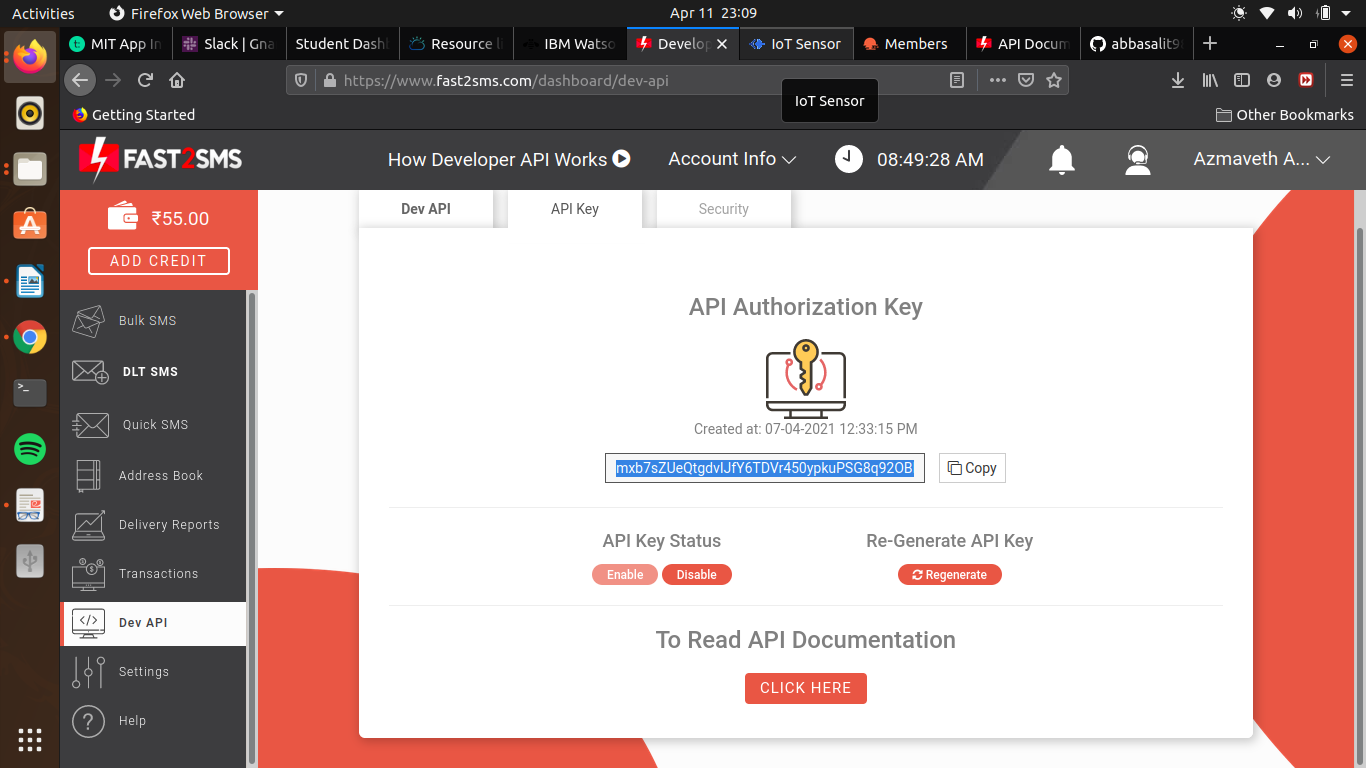 Activities
Firefox Web Browser
Apr 11 23:09
MIT App In
Slack | Gna
Student Dash
Resource li
IBM Watso
Develop
IoT Sensor
Members
API Docum
abbasalit9
https://www.fast2sms.com/dashboard/dev-api
IoT Sensor
Getting Started
Other Bookmarks
FAST2SMS
How Developer API Works
Account Info
08:49:28 AM
Azmaveth A...
₹55.00
ADD CREDIT
Bulk SMS
DLT SMS
Quick SMS
Address Book
Delivery Reports
Transactions
Dev API
Settings
Help
Dev API
API Key
Security
API Authorization Key
Created at: 07-04-2021 12:33:15 PM
Copy
API Key Status
Enable
Disable
Re-Generate API Key
Regenerate
To Read API Documentation
CLICK HERE